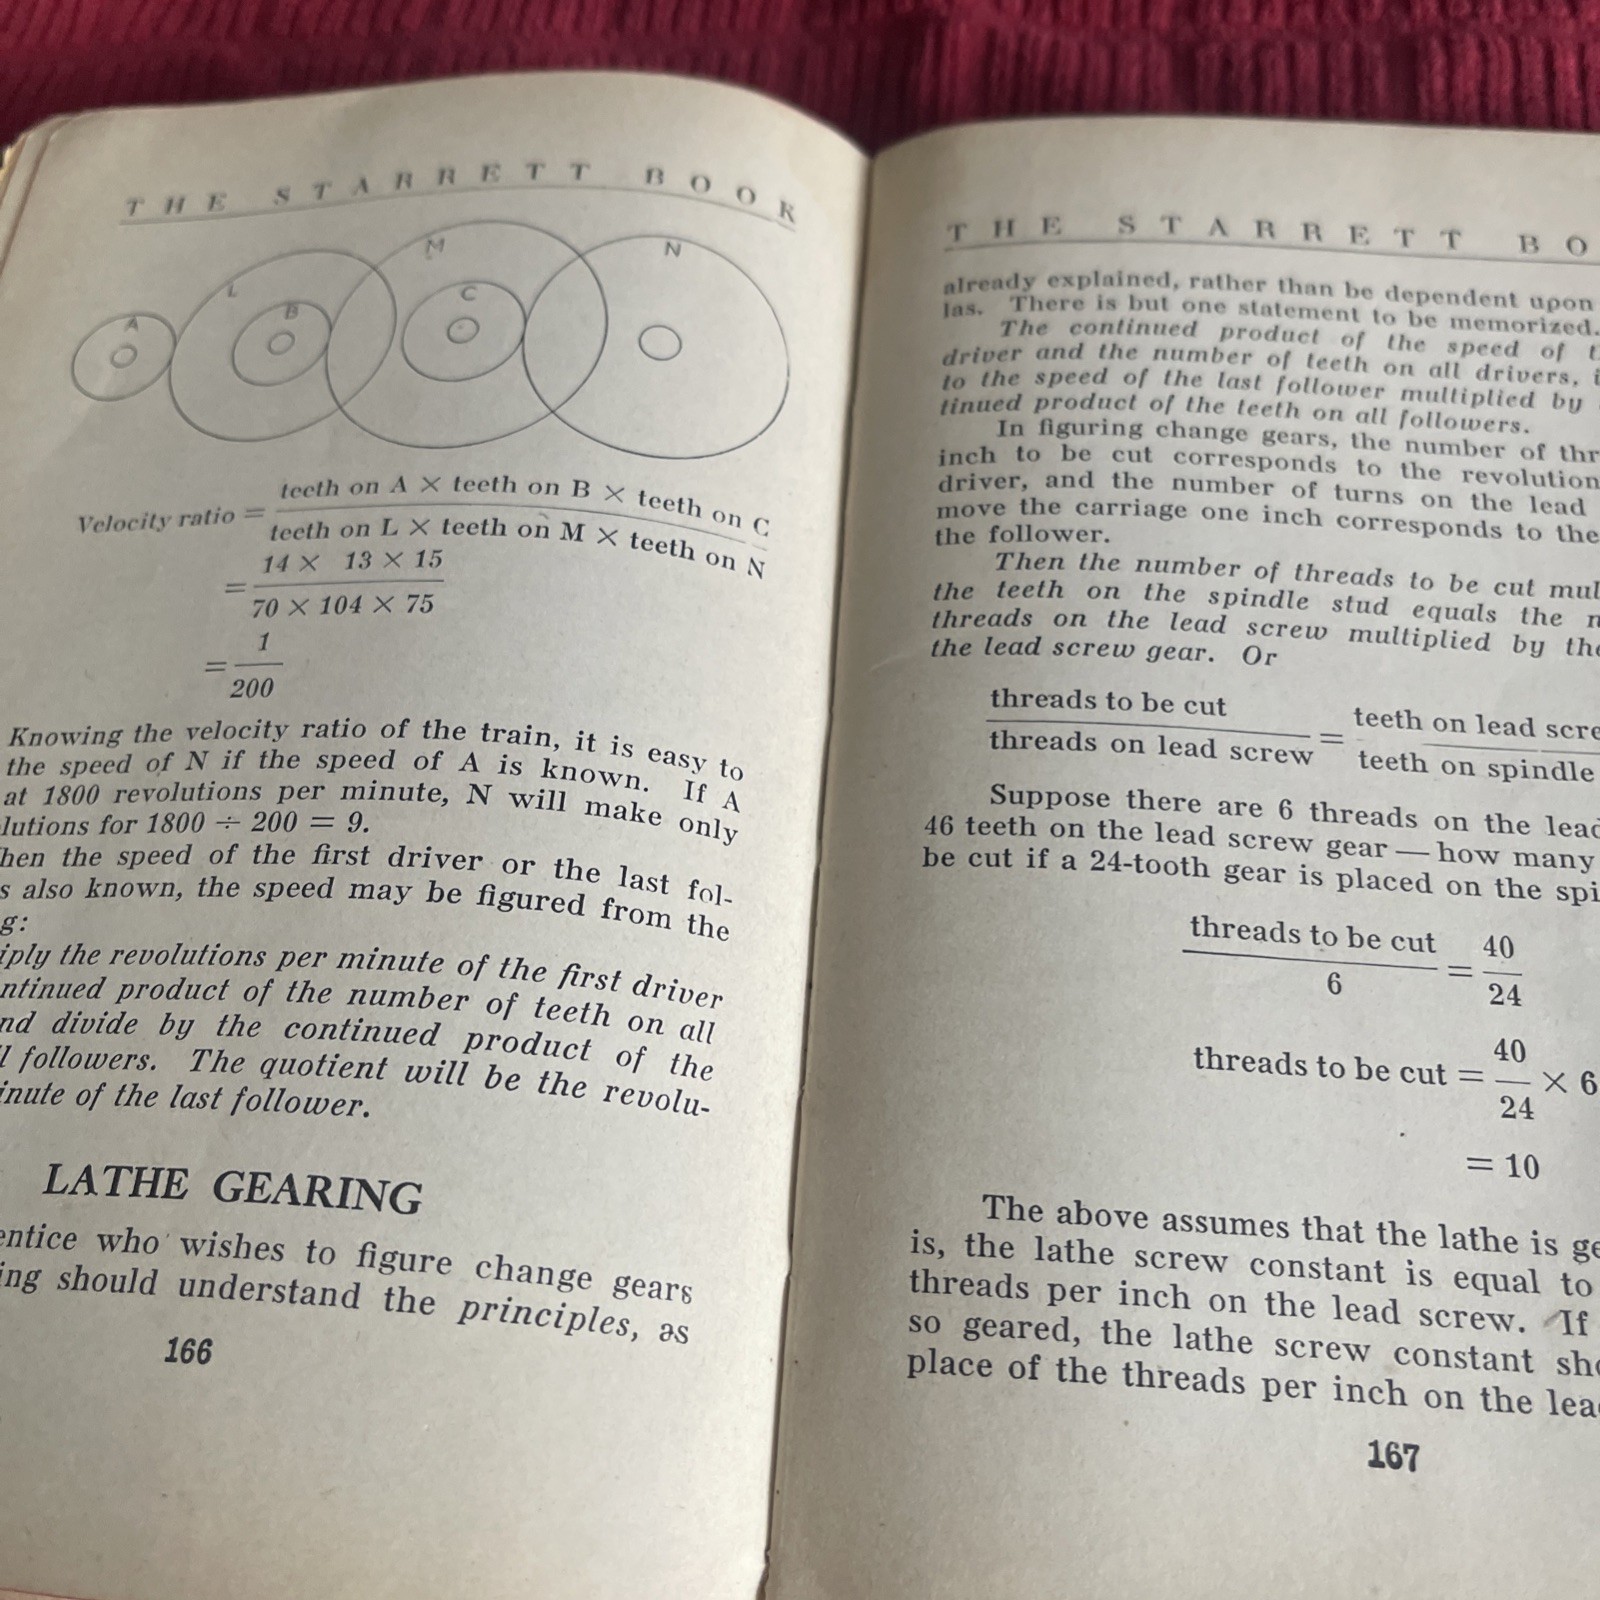 THE STARRETT BOOK
A
L
B
M
C
N
Velocity ratio = teeth on A × teeth on B × teeth on C
teeth on L × teeth on M × teeth on N
= 14 × 13 × 15
70 × 104 × 75
= 1
200
Knowing the velocity ratio of the train, it is easy to
the speed of N if the speed of A is known. If A
at 1800 revolutions per minute, N will make only
lutions for 1800 ÷ 200 = 9.
hen the speed of the first driver or the last fol-
s also known, the speed may be figured from the
g:
iply the revolutions per minute of the first driver
ntinued product of the number of teeth on all
nd divide by the continued product of the
l followers. The quotient will be the revolu-
inute of the last follower.
LATHE GEARING
entice who wishes to figure change gears
ing should understand the principles, as
166
THE STARRETT BO
already explained, rather than be dependent upon
las. There is but one statement to be memorized.
The continued product of the speed of t
driver and the number of teeth on all drivers, i
to the speed of the last follower multiplied by
tinued product of the teeth on all followers.
In figuring change gears, the number of thr
inch to be cut corresponds to the revolution
driver, and the number of turns on the lead
move the carriage one inch corresponds to the
the follower.
Then the number of threads to be cut mul
the teeth on the spindle stud equals the n
threads on the lead screw multiplied by the
the lead screw gear. Or
threads to be cut = teeth on lead scre
threads on lead screw teeth on spindle
Suppose there are 6 threads on the lead
46 teeth on the lead screw gear — how many
be cut if a 24-tooth gear is placed on the spi
threads to be cut = 40
6 24
threads to be cut = 40 × 6
24
= 10
The above assumes that the lathe is ge
is, the lathe screw constant is equal to
threads per inch on the lead screw. If
so geared, the lathe screw constant sho
place of the threads per inch on the lea
167